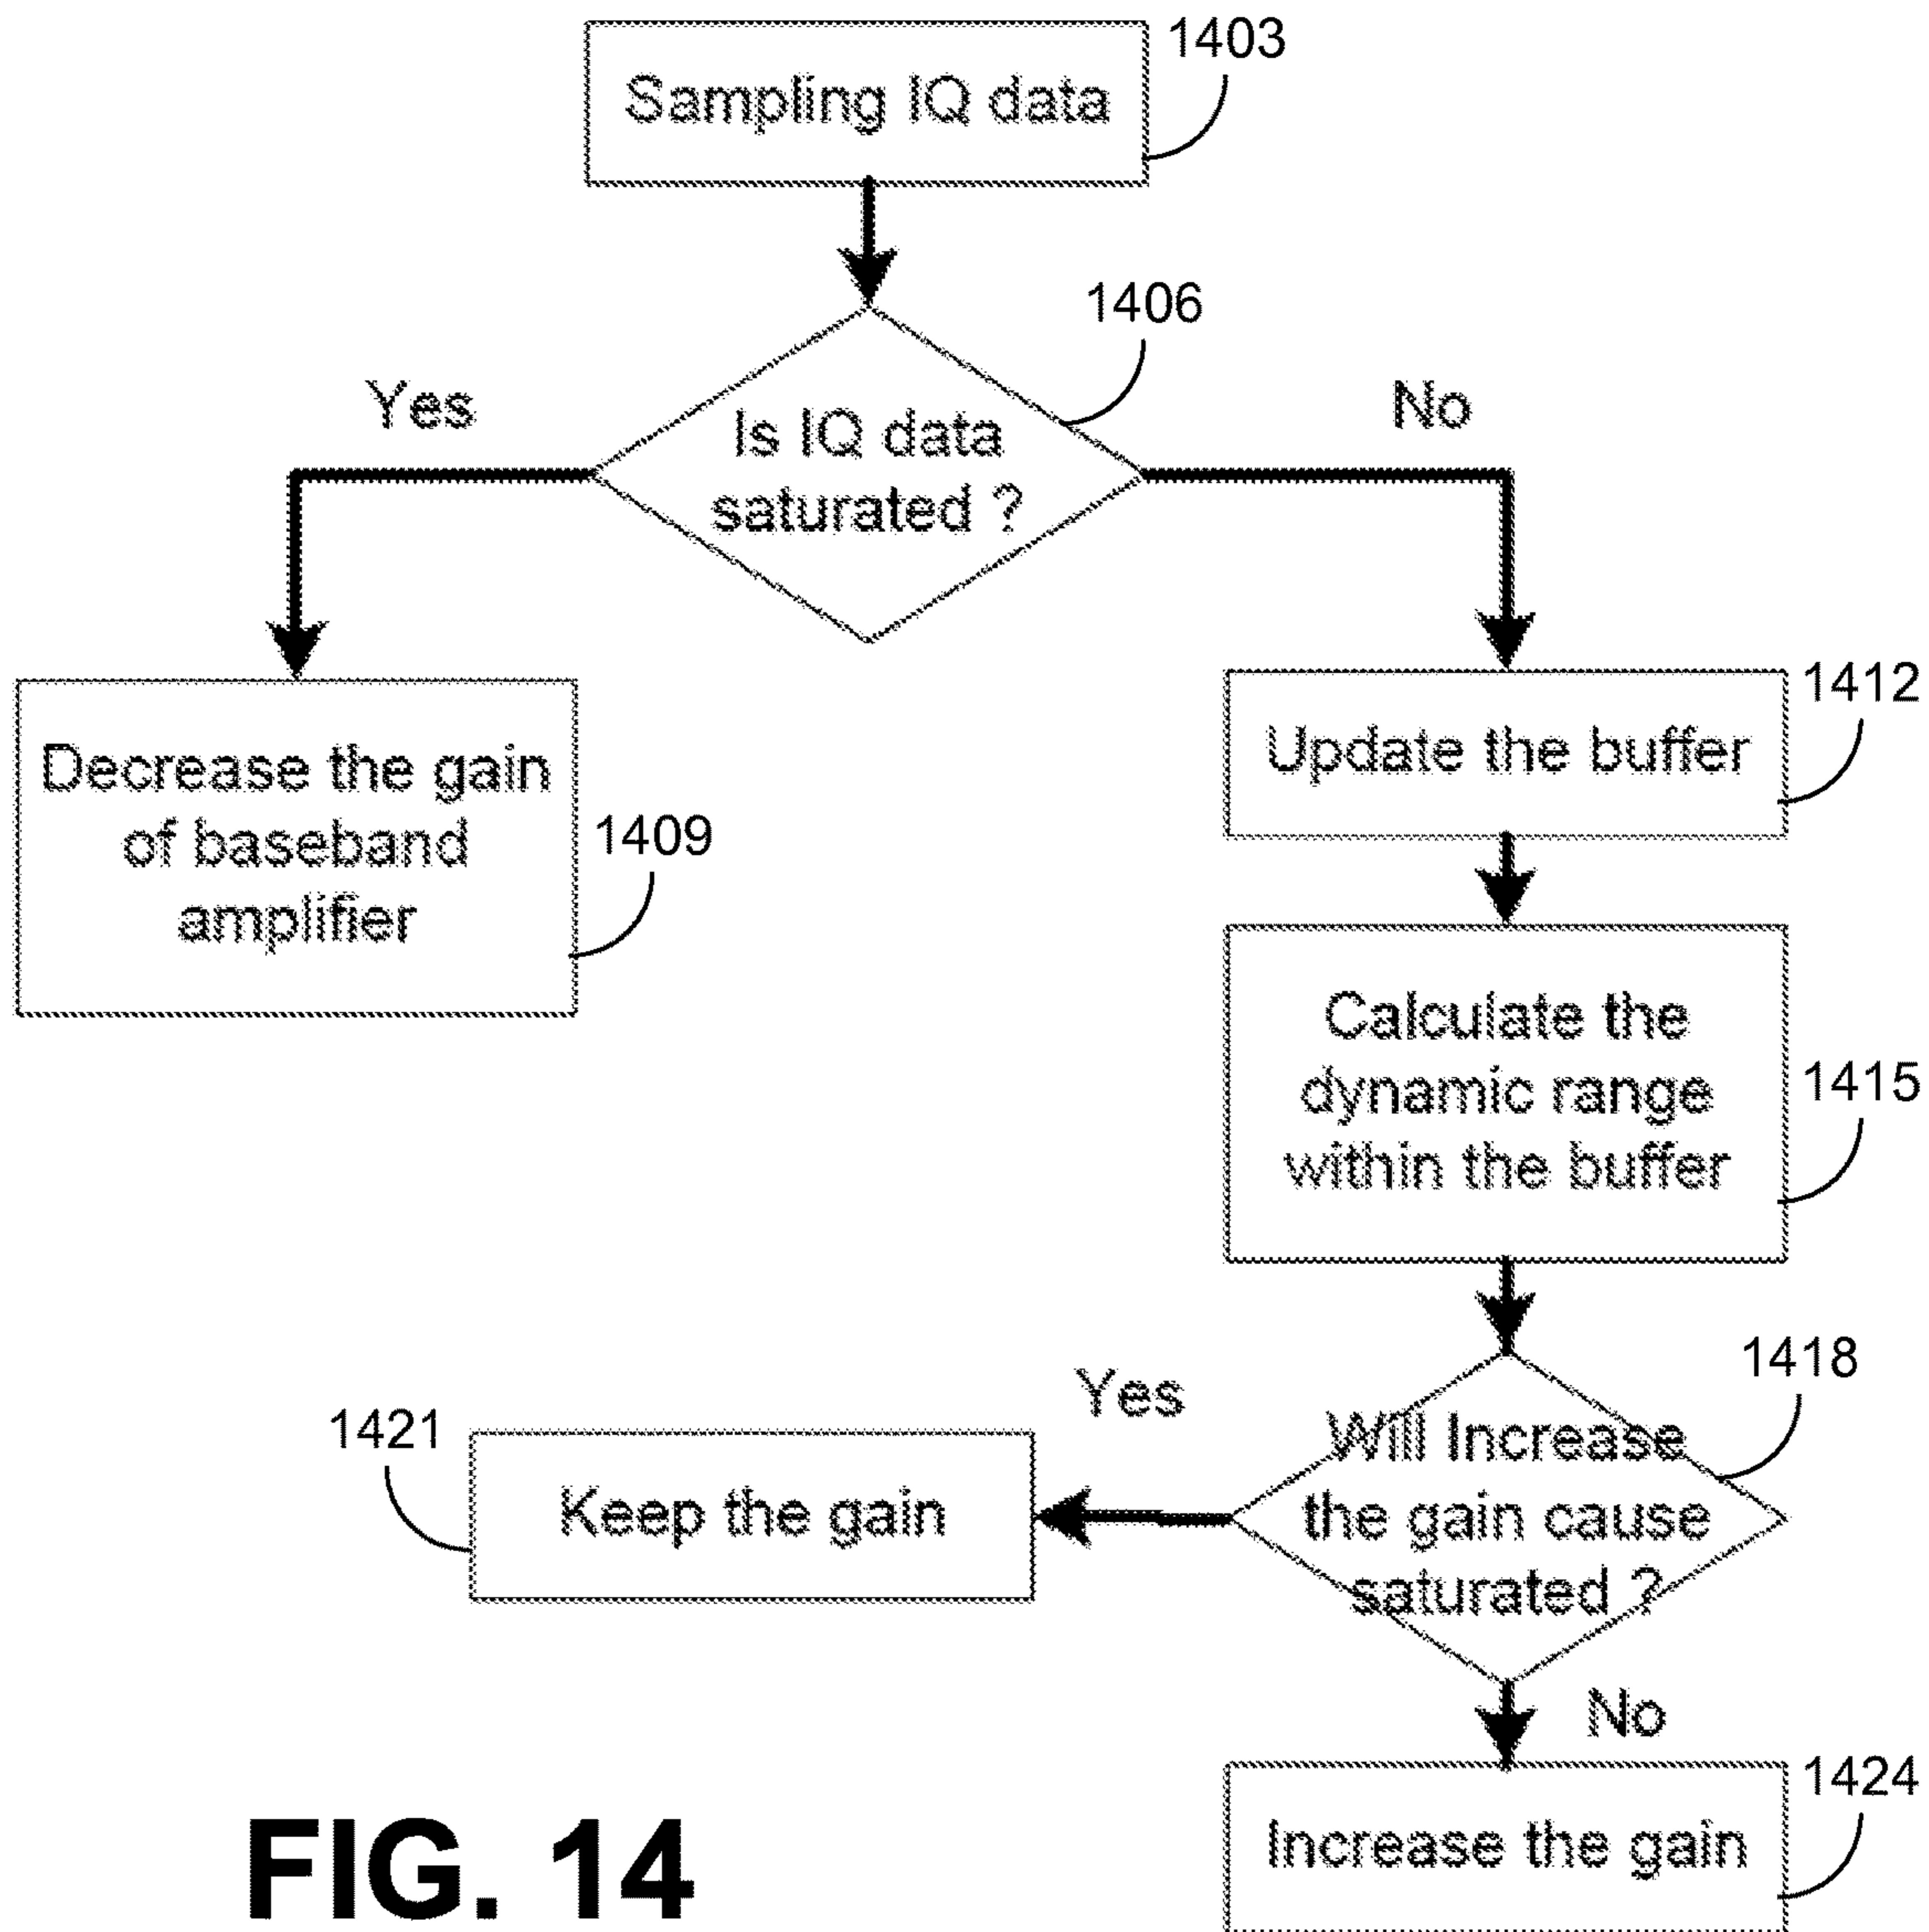 Sampling IQ data
1403
1406
Yes
Is IQ data
saturated ?
No
Decrease the gain
of baseband
amplifier
1409
1412
Update the buffer
Calculate the
dynamic range
within the buffer
1415
1418
Yes
Will Increase
the gain cause
saturated ?
1421
Keep the gain
No
1424
Increase the gain
FIG. 14